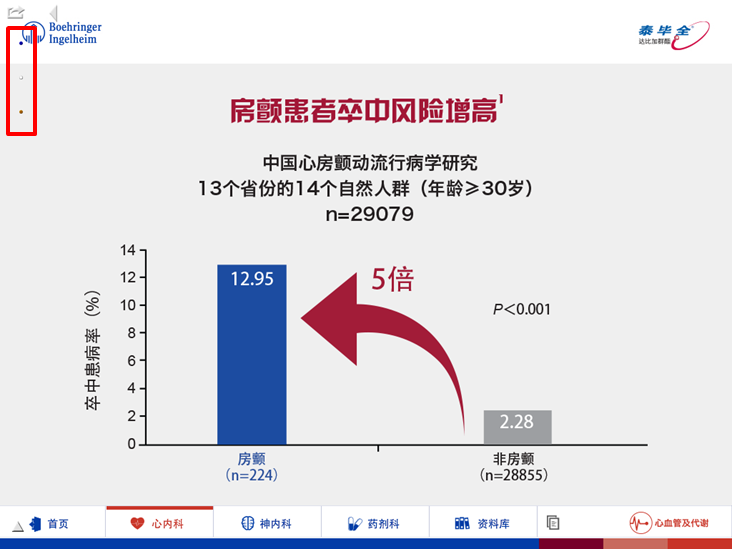 Boehringer
Ingelheim
泰毕全
达比加群酯
房颤患者卒中风险增高1
中国心房颤动流行病学研究
13个省份的14个自然人群（年龄≥30岁）
n=29079
卒中患病率（%）
14
12
10
8
6
4
2
0
12.95
5倍
P＜0.001
2.28
房颤
（n=224）
非房颤
（n=28855）
首页
心内科
神内科
药剂科
资料库
心血管及代谢